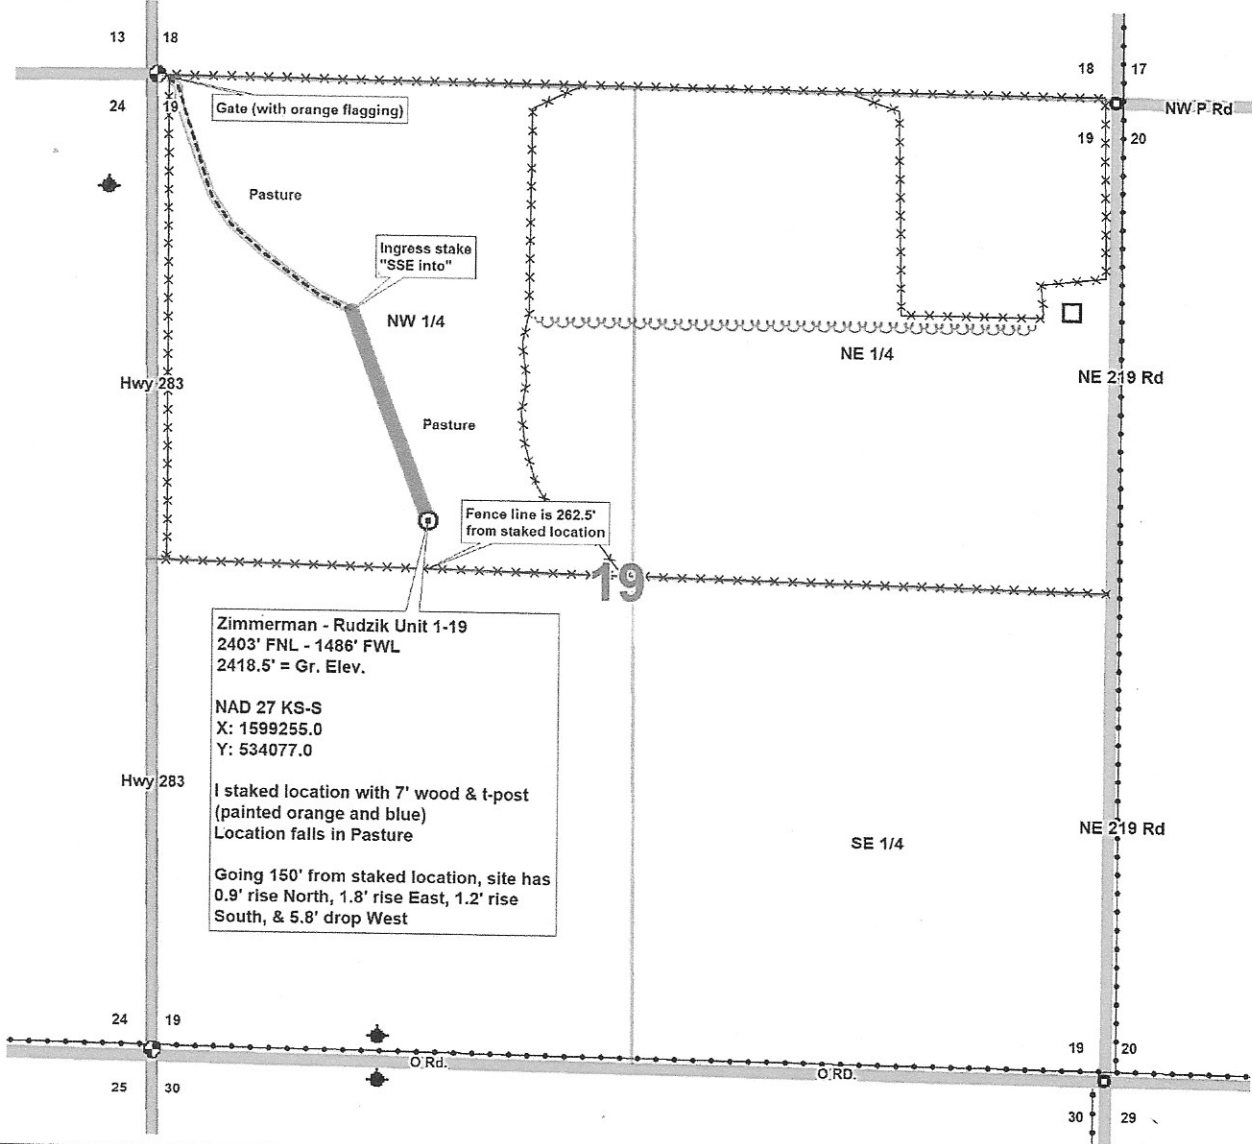 13
18
18
17
24
19
Gate (with orange flagging)
NW P Rd
19
20
Pasture
Ingress stake
"SSE into"
NW 1/4
NE 1/4
Hwy 283
NE 219 Rd
Pasture
Fence line is 262.5'
from staked location
19
Zimmerman - Rudzik Unit 1-19
2403' FNL - 1486' FWL
2418.5' = Gr. Elev.
NAD 27 KS-S
X: 1599255.0
Y: 534077.0
Hwy 283
I staked location with 7' wood & t-post
(painted orange and blue)
Location falls in Pasture
NE 219 Rd
SE 1/4
Going 150' from staked location, site has
0.9' rise North, 1.8' rise East, 1.2' rise
South, & 5.8' drop West
24
19
19
20
O Rd.
O RD.
25
30
30
29